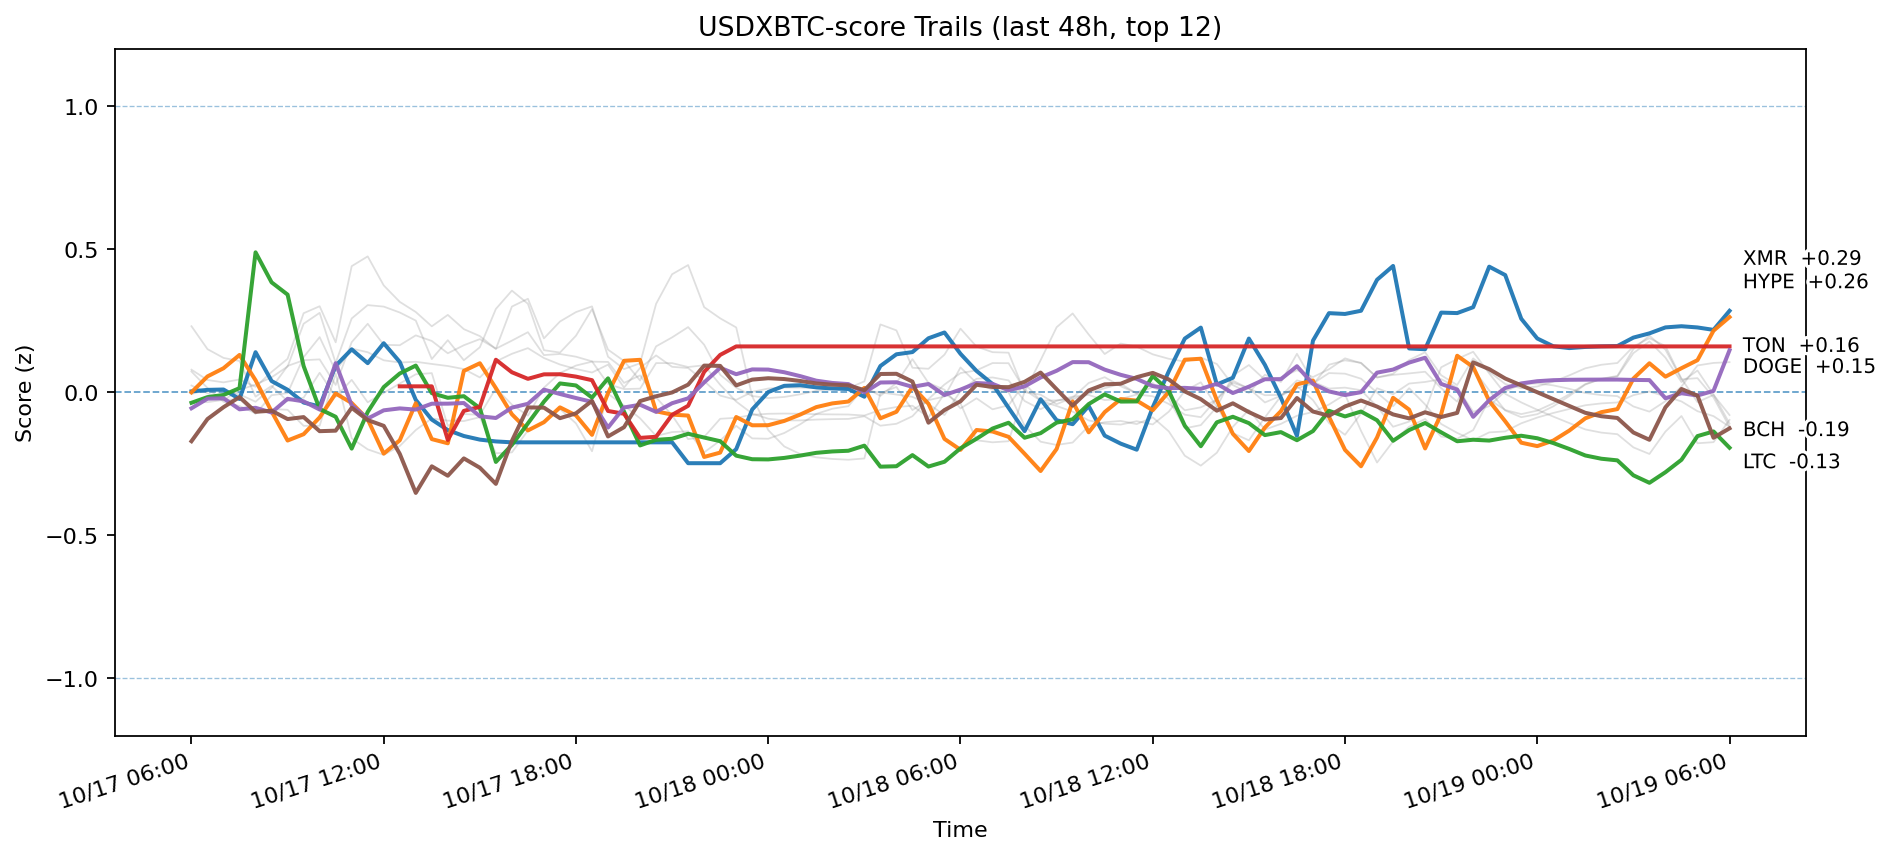 USDXBTC-score Trails (last 48h, top 12)
Score (z)
1.0
0.5
0.0
−0.5
−1.0
XMR +0.29
HYPE +0.26
TON +0.16
DOGE +0.15
BCH -0.19
LTC -0.13
10/17 06:00
10/17 12:00
10/17 18:00
10/18 00:00
10/18 06:00
10/18 12:00
10/18 18:00
10/19 00:00
10/19 06:00
Time